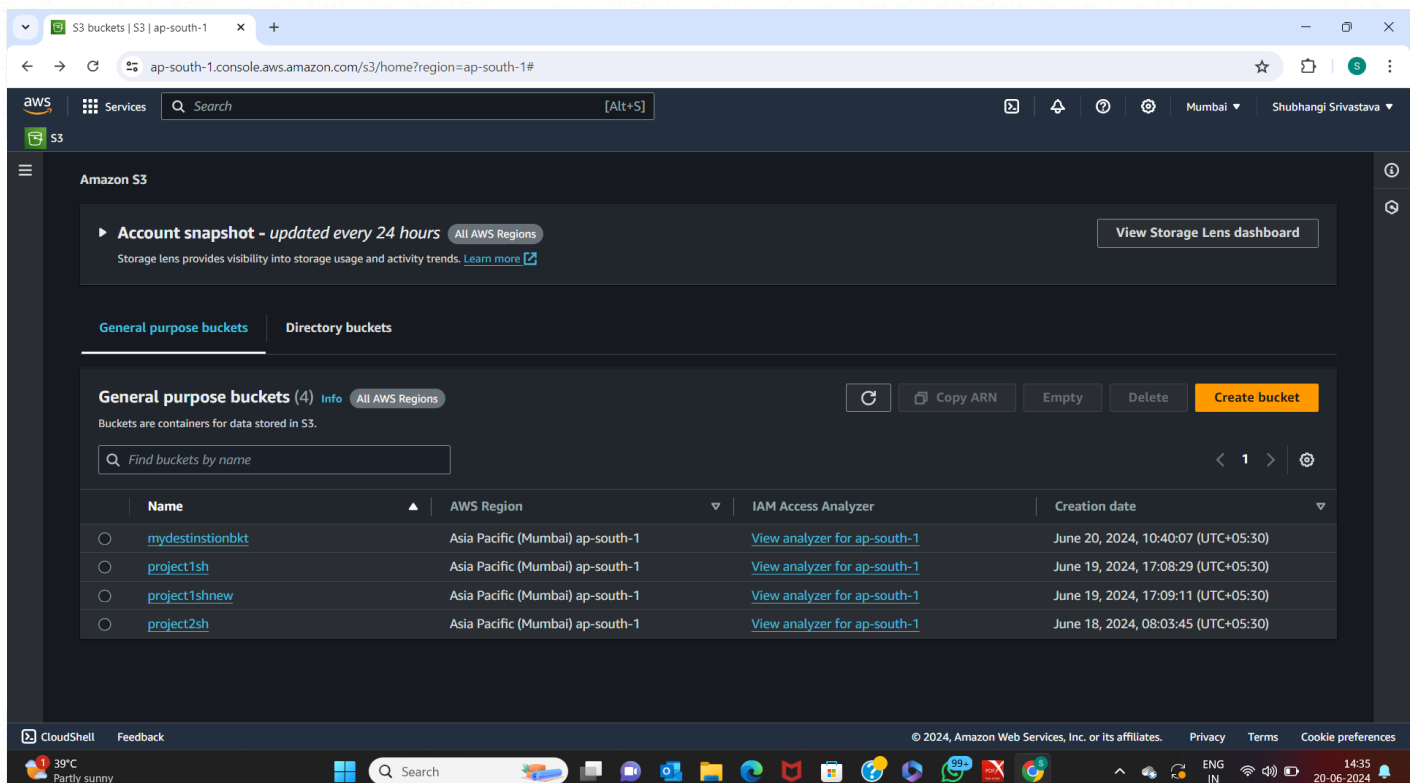 S3 buckets | S3 | ap-south-1
ap-south-1.console.aws.amazon.com/s3/home?region=ap-south-1#
S
aws Services Search [Alt+S] Mumbai Shubhangi Srivastava
S3
Amazon S3
Account snapshot - updated every 24 hours All AWS Regions View Storage Lens dashboard
Storage lens provides visibility into storage usage and activity trends. Learn more
General purpose buckets Directory buckets
General purpose buckets (4) Info All AWS Regions Copy ARN Empty Delete Create bucket
Buckets are containers for data stored in S3.
Find buckets by name 1
Name AWS Region IAM Access Analyzer Creation date
mydestinstionbkt Asia Pacific (Mumbai) ap-south-1 View analyzer for ap-south-1 June 20, 2024, 10:40:07 (UTC+05:30)
project1sh Asia Pacific (Mumbai) ap-south-1 View analyzer for ap-south-1 June 19, 2024, 17:08:29 (UTC+05:30)
project1shnew Asia Pacific (Mumbai) ap-south-1 View analyzer for ap-south-1 June 19, 2024, 17:09:11 (UTC+05:30)
project2sh Asia Pacific (Mumbai) ap-south-1 View analyzer for ap-south-1 June 18, 2024, 08:03:45 (UTC+05:30)
CloudShell Feedback © 2024, Amazon Web Services, Inc. or its affiliates. Privacy Terms Cookie preferences
1 39°C Search 99+ S ENG 14:35
Partly sunny IN 20-06-2024